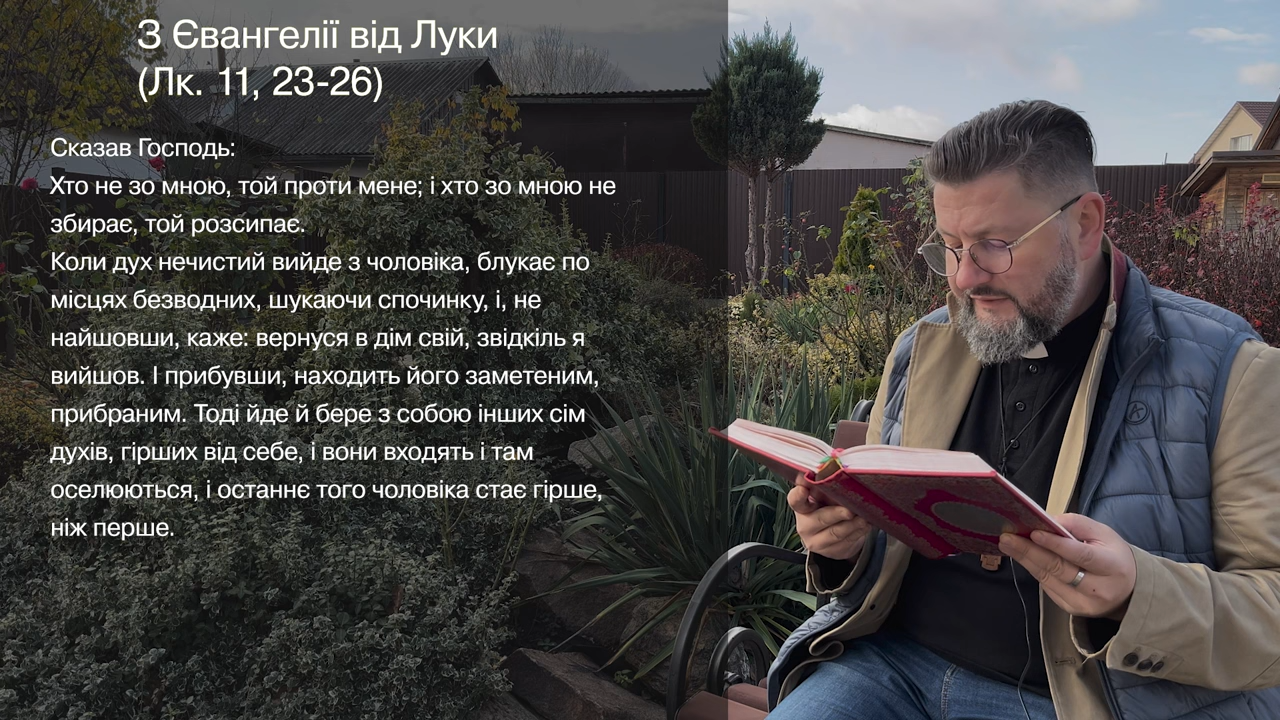 З Євангелії від Луки
(Лк. 11, 23-26)
Сказав Господь:
Хто не зо мною, той проти мене; і хто зо мною не
збирає, той розсипає.
Коли дух нечистий вийде з чоловіка, блукає по
місцях безводних, шукаючи спочинку, і, не
найшовши, каже: вернуся в дім свій, звідкіль я
вийшов. І прибувши, находить його заметеним,
прибраним. Тоді йде й бере з собою інших сім
духів, гірших від себе, і вони входять і там
оселюються, і останнє того чоловіка стає гірше,
ніж перше.